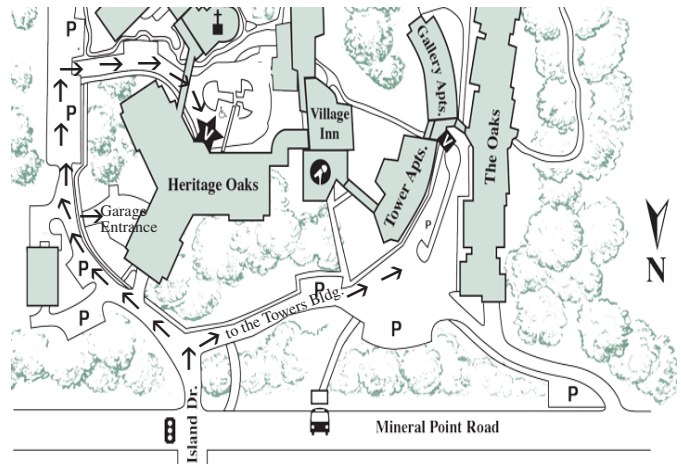 P
P
Gallery Apts.
Village
Inn
V
V
The Oaks
Heritage Oaks
Tower Apts.
Garage
Entrance
P
N
P
P
P
to the Towers Bldg.
P
P
Island Dr.
Mineral Point Road